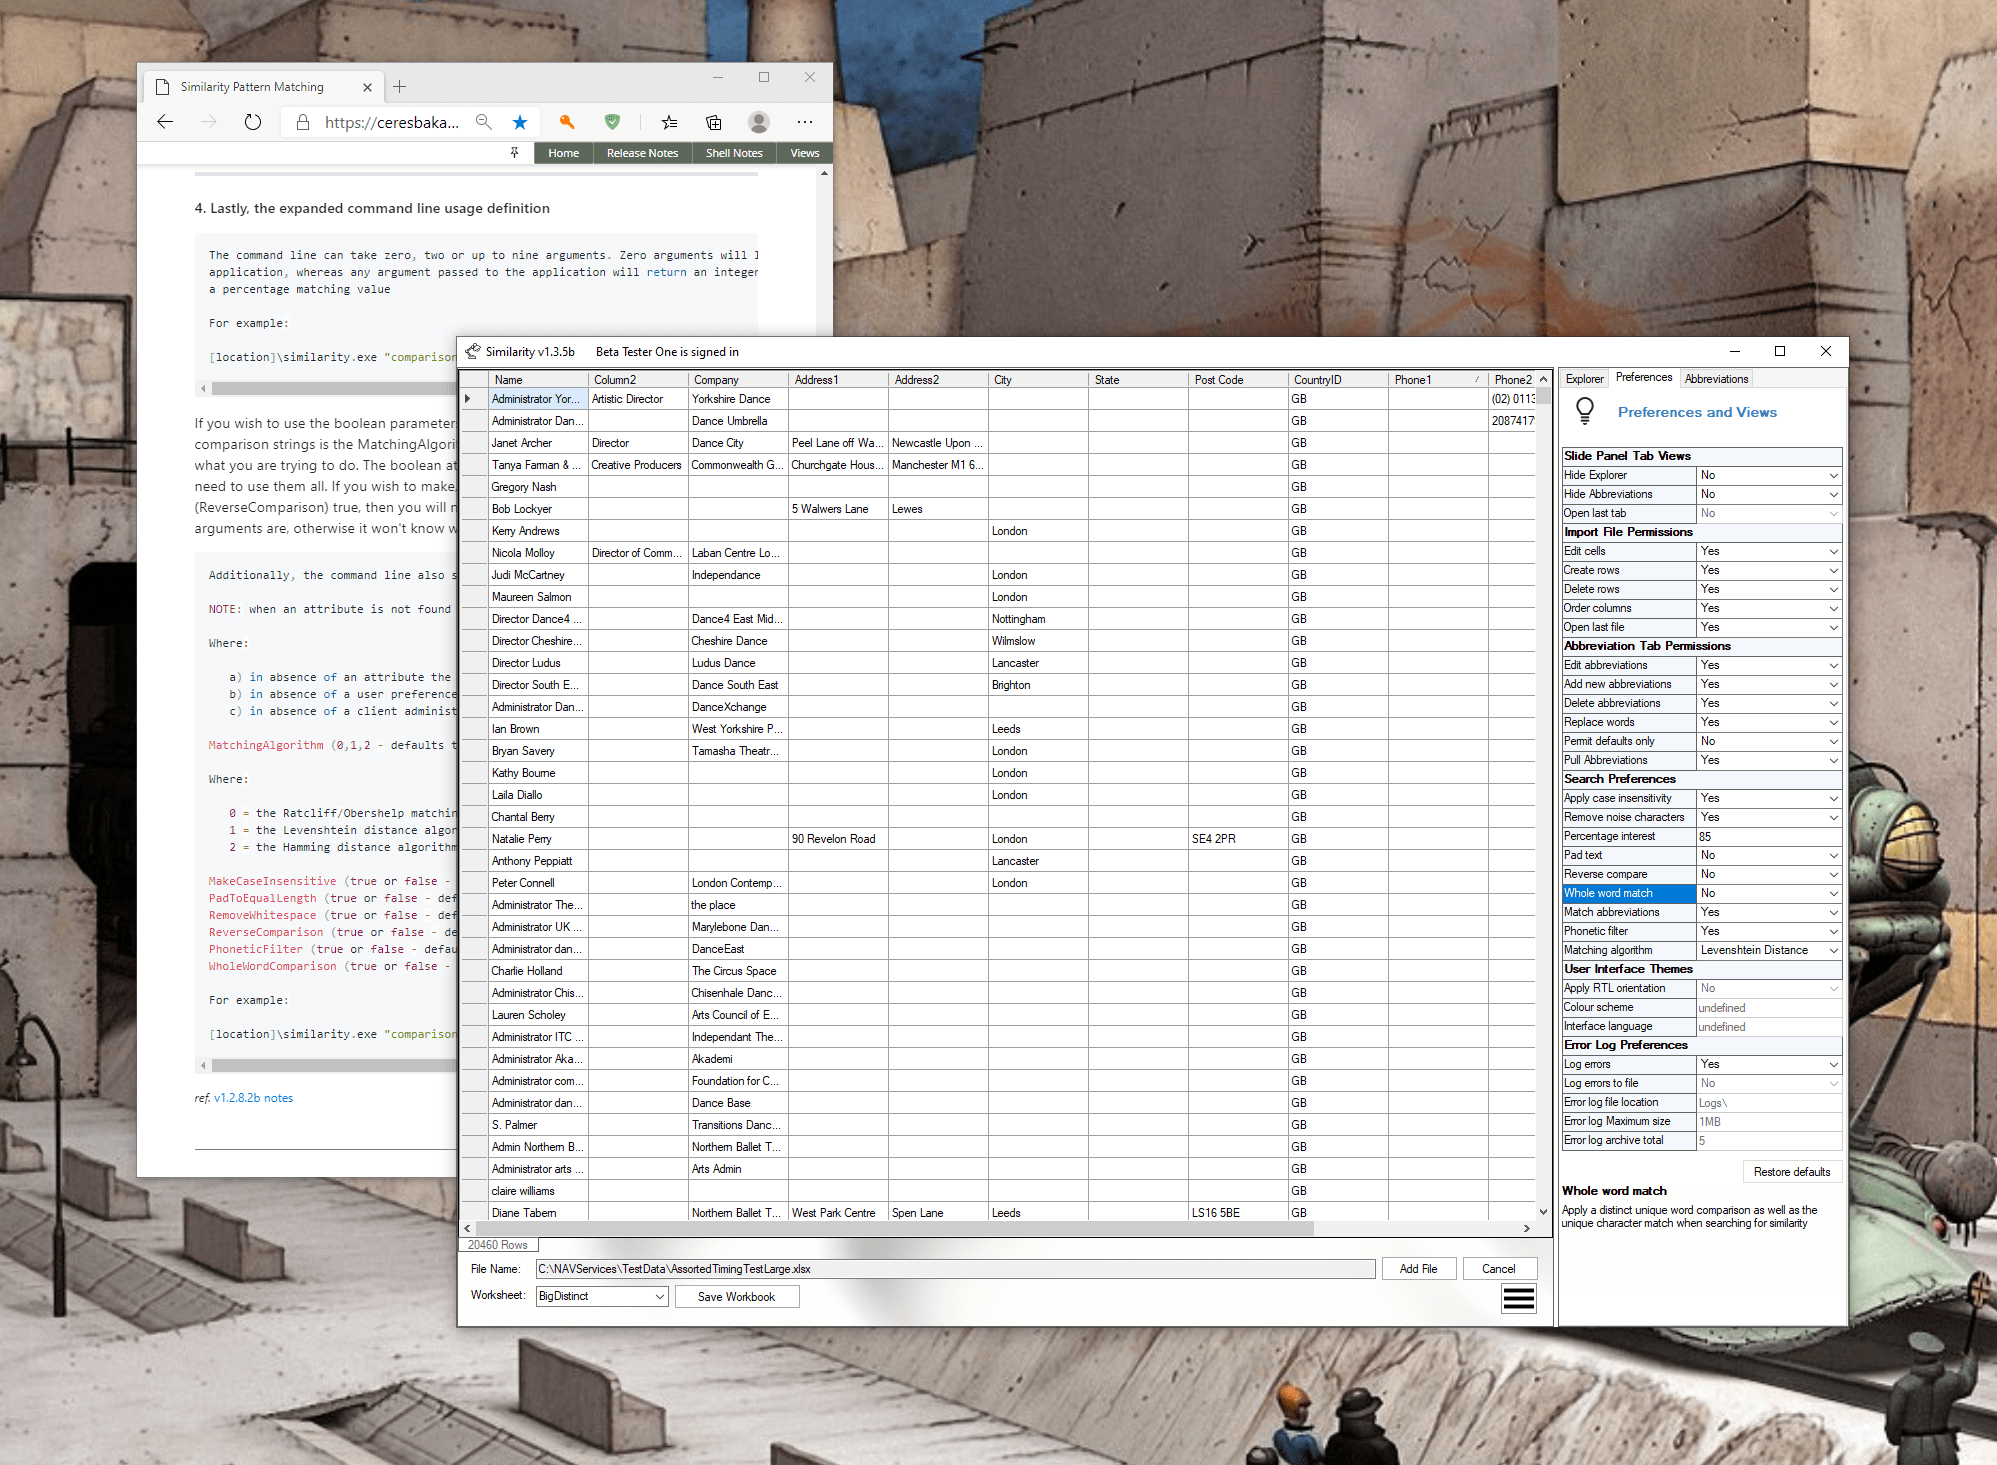 Similarity Pattern Matching
https://ceresbaka...
Home Release Notes Shell Notes Views
4. Lastly, the expanded command line usage definition
The command line can take zero, two or up to nine arguments. Zero arguments will
application, whereas any argument passed to the application will return an integer
a percentage matching value
For example:
[location]\similarity.exe "comparison
If you wish to use the boolean parameter
comparison strings is the MatchingAlgori
what you are trying to do. The boolean at
need to use them all. If you wish to make,
(ReverseComparison) true, then you will
arguments are, otherwise it won't know w
Additionally, the command line also s
NOTE: when an attribute is not found
Where:
a) in absence of an attribute the
b) in absence of a user preference
c) in absence of a client administ
MatchingAlgorithm (0,1,2 - defaults t
Where:
0 = the Ratcliff/Obershelp matchin
1 = the Levenshtein distance algor
2 = the Hamming distance algorithm
MakeCaseInsensitive (true or false -
PadToEqualLength (true or false - def
RemoveWhitespace (true or false - def
ReverseComparison (true or false - de
PhoneticFilter (true or false - defau
WholeWordComparison (true or false -
For example:
[location]\similarity.exe "comparison
ref. v1.2.8.2b notes
Similarity v1.3.5b Beta Tester One is signed in
Name Column2 Company Address1 Address2 City State Post Code CountryID Phone1 Phone2
Administrator Yor... Artistic Director Yorkshire Dance GB (02) 0113
Administrator Dan... Dance Umbrella GB 2087417
Janet Archer Director Dance City Peel Lane off Wa... Newcastle Upon ... GB
Tanya Farman & ... Creative Producers Commonwealth G... Churchgate Hous... Manchester M1 6... GB
Gregory Nash GB
Bob Lockyer 5 Walwers Lane Lewes GB
Kerry Andrews London GB
Nicola Molloy Director of Comm... Laban Centre Lo... GB
Judi McCartney Independance London GB
Maureen Salmon London GB
Director Dance4 ... Dance4 East Mid... Nottingham GB
Director Cheshire... Cheshire Dance Wilmslow GB
Director Ludus Ludus Dance Lancaster GB
Director South E... Dance South East Brighton GB
Administrator Dan... DanceXchange GB
Ian Brown West Yorkshire P... Leeds GB
Bryan Savery Tamasha Theatr... London GB
Kathy Bourne London GB
Laila Diallo London GB
Chantal Berry GB
Natalie Perry 90 Revelon Road London SE4 2PR GB
Anthony Peppiatt Lancaster GB
Peter Connell London Contemp... London GB
Administrator The... the place GB
Administrator UK ... Marylebone Dan... GB
Administrator dan... DanceEast GB
Charlie Holland The Circus Space GB
Administrator Chis... Chisenhale Danc... GB
Lauren Scholey Arts Council of E... GB
Administrator ITC ... Independant The... GB
Administrator Aka... Akademi GB
Administrator com... Foundation for C... GB
Administrator dan... Dance Base GB
S. Palmer Transitions Danc... GB
Admin Northern B... Northern Ballet T... GB
Administrator arts ... Arts Admin GB
claire williams GB
Diane Tabern Northern Ballet T... West Park Centre Spen Lane Leeds LS16 5BE GB
20460 Rows
File Name: C:\NAVServices\TestData\AssortedTimingTestLarge.xlsx Add File Cancel
Worksheet: BigDistinct Save Workbook
Explorer Preferences Abbreviations
Preferences and Views
Slide Panel Tab Views
Hide Explorer No
Hide Abbreviations No
Open last tab No
Import File Permissions
Edit cells Yes
Create rows Yes
Delete rows Yes
Order columns Yes
Open last file Yes
Abbreviation Tab Permissions
Edit abbreviations Yes
Add new abbreviations Yes
Delete abbreviations Yes
Replace words Yes
Permit defaults only No
Pull Abbreviations Yes
Search Preferences
Apply case insensitivity Yes
Remove noise characters Yes
Percentage interest 85
Pad text No
Reverse compare No
Whole word match No
Match abbreviations Yes
Phonetic filter Yes
Matching algorithm Levenshtein Distance
User Interface Themes
Apply RTL orientation No
Colour scheme undefined
Interface language undefined
Error Log Preferences
Log errors Yes
Log errors to file No
Error log file location Logs\
Error log Maximum size 1MB
Error log archive total 5
Restore defaults
Whole word match
Apply a distinct unique word comparison as well as the
unique character match when searching for similarity